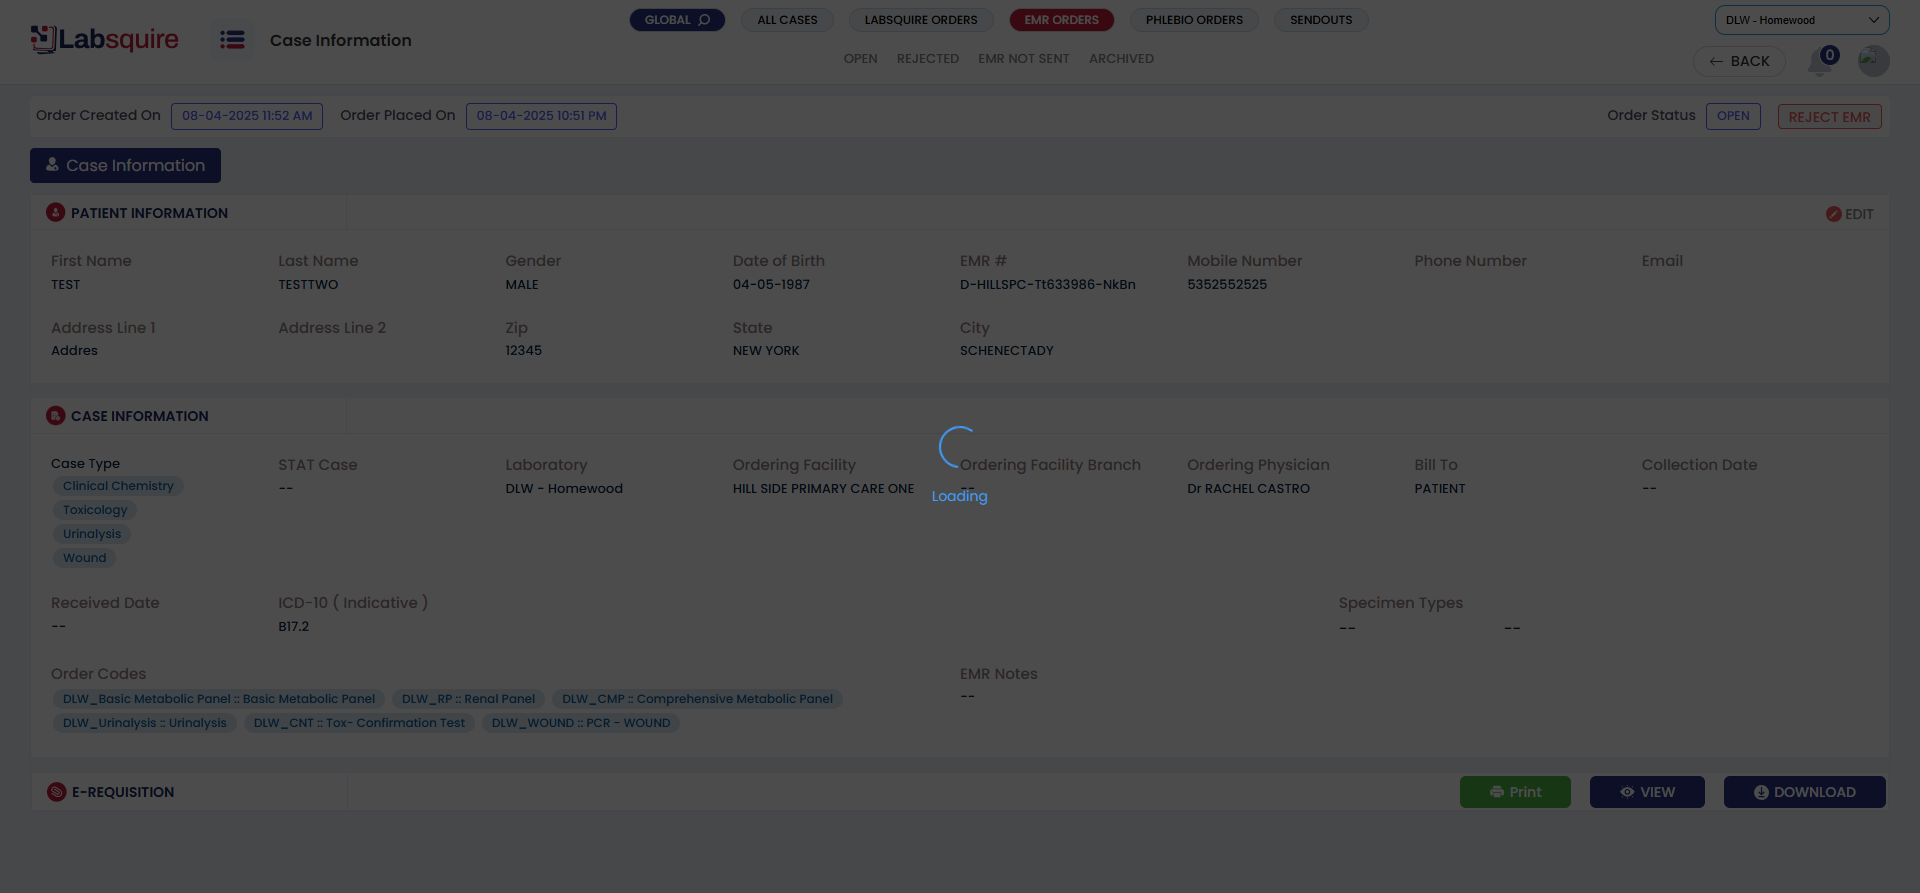 Labsquire
Case Information
GLOBAL ALL CASES LABSQUIRE ORDERS EMR ORDERS PHLEBIO ORDERS SENDOUTS
OPEN REJECTED EMR NOT SENT ARCHIVED
DLW - Homewood
BACK 0
Order Created On 08-04-2025 11:52 AM Order Placed On 08-04-2025 10:51 PM Order Status OPEN REJECT EMR
Case Information
PATIENT INFORMATION EDIT
First Name Last Name Gender Date of Birth EMR # Mobile Number Phone Number Email
TEST TESTTWO MALE 04-05-1987 D-HILLSPC-Tt633986-NkBn 5352552525
Address Line 1 Address Line 2 Zip State City
Addres 12345 NEW YORK SCHENECTADY
CASE INFORMATION
Case Type STAT Case Laboratory Ordering Facility Ordering Facility Branch Ordering Physician Bill To Collection Date
Clinical Chemistry -- DLW - Homewood HILL SIDE PRIMARY CARE ONE -- Dr RACHEL CASTRO PATIENT --
Loading
Toxicology
Urinalysis
Wound
Received Date ICD-10 ( Indicative ) Specimen Types
-- B17.2 -- --
Order Codes EMR Notes
DLW_Basic Metabolic Panel :: Basic Metabolic Panel DLW_RP :: Renal Panel DLW_CMP :: Comprehensive Metabolic Panel --
DLW_Urinalysis :: Urinalysis DLW_CNT :: Tox- Confirmation Test DLW_WOUND :: PCR - WOUND
E-REQUISITION Print VIEW DOWNLOAD